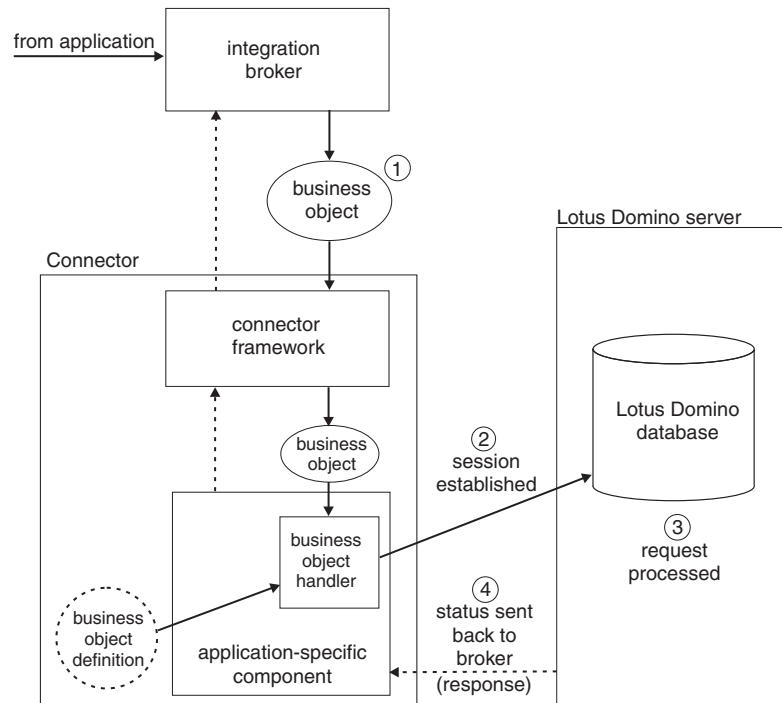 from application
integration
broker
1
business
object
Lotus Domino server
Connector
connector
framework
Lotus Domino
database
business
object
2
session
established
3
request
processed
business
object
handler
4
status sent
back to
broker
(response)
business
object
definition
application-specific
component